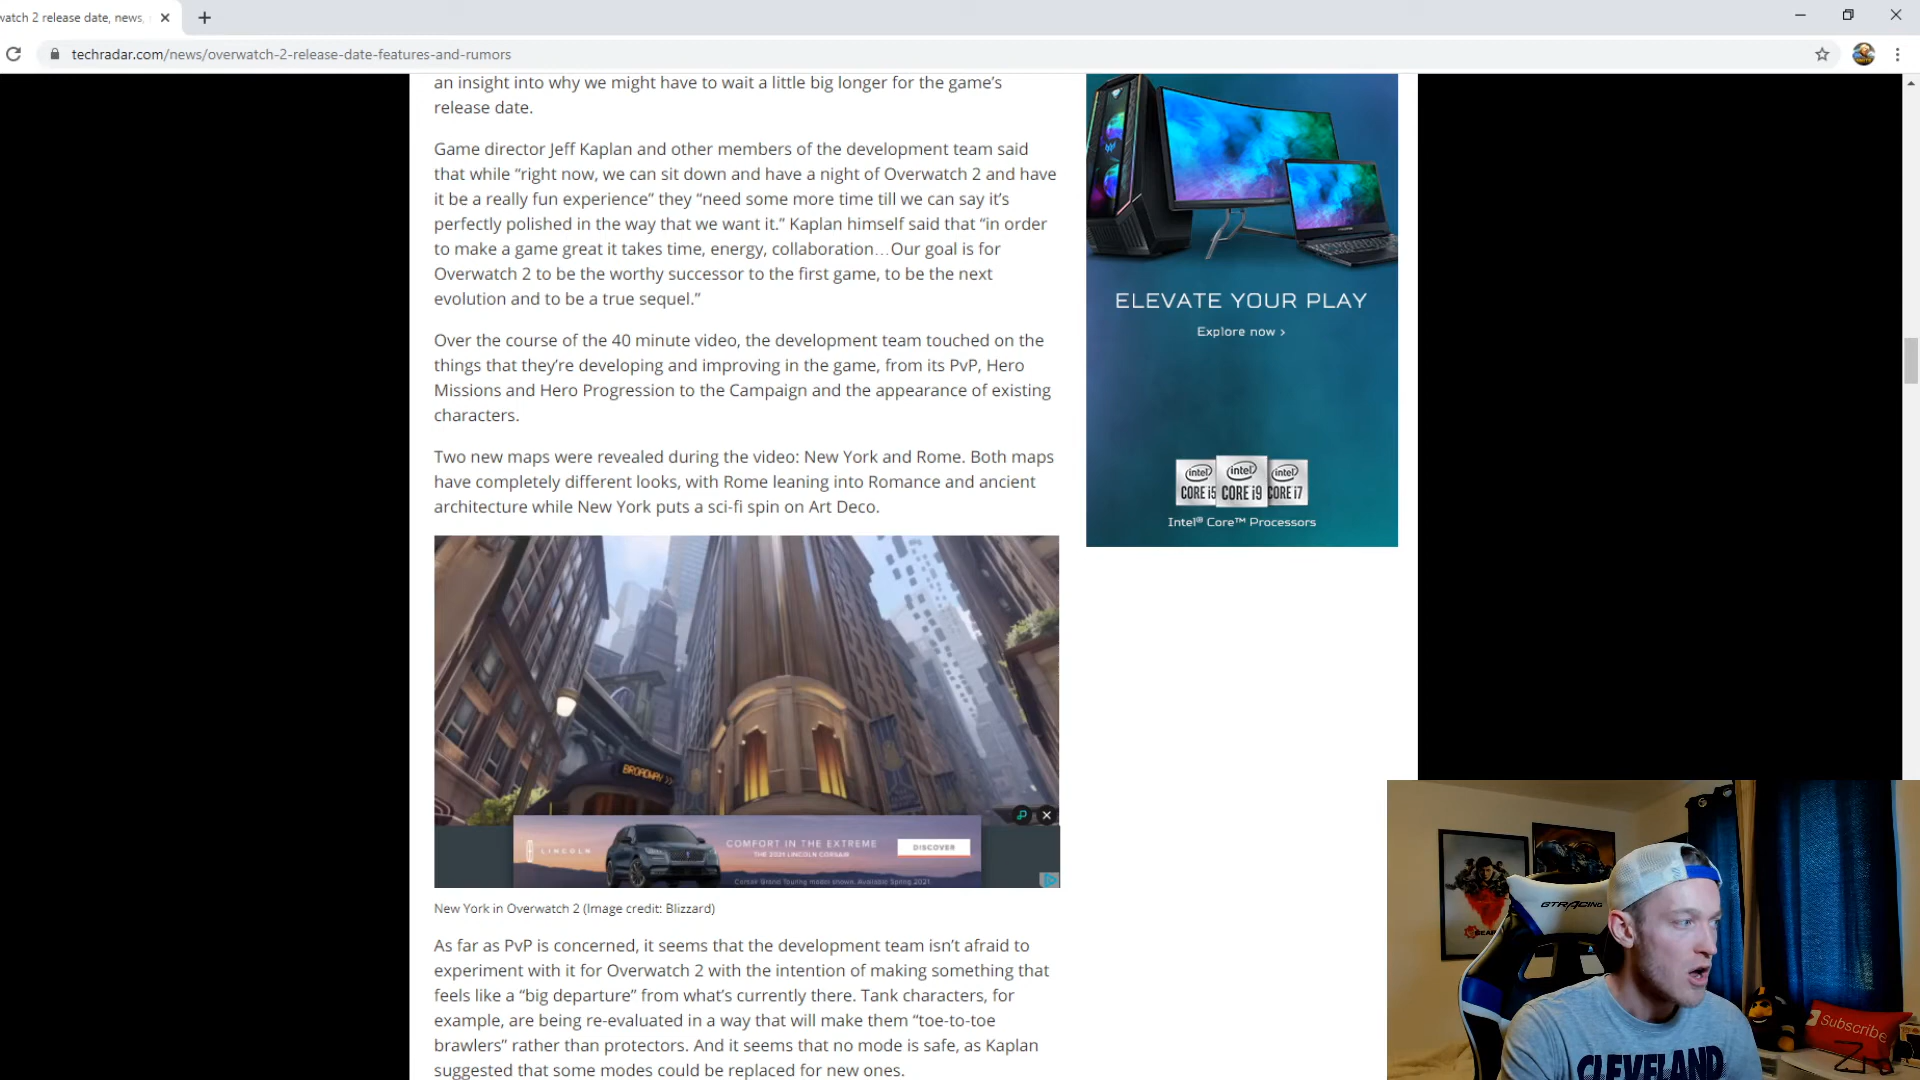 watch 2 release date, news,
techradar.com/news/overwatch-2-release-date-features-and-rumors
an insight into why we might have to wait a little big longer for the game's
release date.
Game director Jeff Kaplan and other members of the development team said
that while “right now, we can sit down and have a night of Overwatch 2 and have
it be a really fun experience” they “need some more time till we can say it’s
perfectly polished in the way that we want it.” Kaplan himself said that “in order
to make a game great it takes time, energy, collaboration…Our goal is for
Overwatch 2 to be the worthy successor to the first game, to be the next
evolution and to be a true sequel.”
Over the course of the 40 minute video, the development team touched on the
things that they’re developing and improving in the game, from its PvP, Hero
Missions and Hero Progression to the Campaign and the appearance of existing
characters.
Two new maps were revealed during the video: New York and Rome. Both maps
have completely different looks, with Rome leaning into Romance and ancient
architecture while New York puts a sci-fi spin on Art Deco.
BROADWAY >>
LINCOLN
COMFORT IN THE EXTREME
THE 2021 LINCOLN CORSAIR
DISCOVER
Corsair Grand Touring model shown. Available Spring 2021.
New York in Overwatch 2 (Image credit: Blizzard)
As far as PvP is concerned, it seems that the development team isn’t afraid to
experiment with it for Overwatch 2 with the intention of making something that
feels like a “big departure” from what’s currently there. Tank characters, for
example, are being re-evaluated in a way that will make them “toe-to-toe
brawlers” rather than protectors. And it seems that no mode is safe, as Kaplan
suggested that some modes could be replaced for new ones.
ELEVATE YOUR PLAY
Explore now ›
intel CORE i5
intel CORE i9
intel CORE i7
Intel® Core™ Processors
GTRACING
GEARS
Subscribe
CLEVELAND